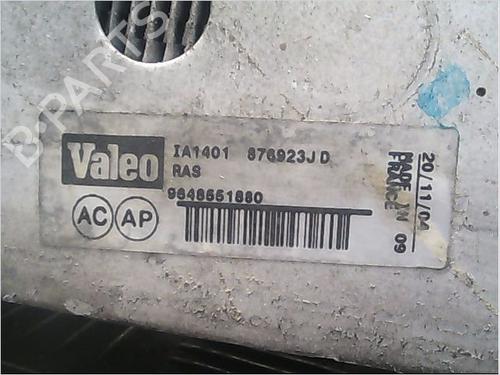 Valeo
IA1401 876923J D
RAS
9648551880
AC AP
20/11/04
MADE IN 09
FRANCE
B-PARTS